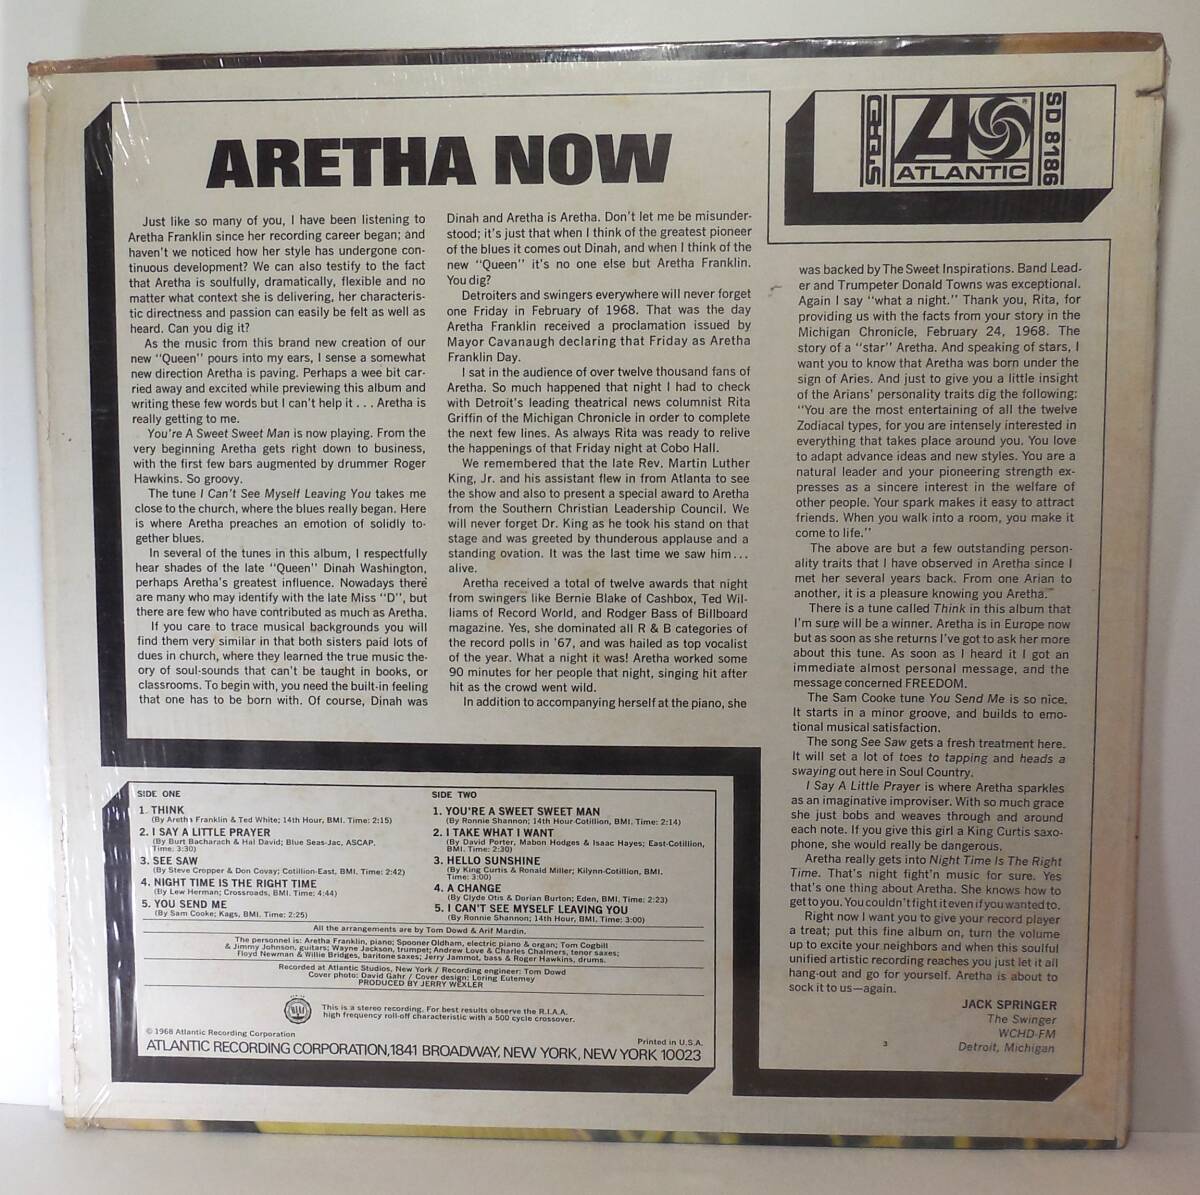 ARETHA NOW
Just like so many of you, I have been listening to
Aretha Franklin since her recording career began; and
haven't we noticed how her style has undergone con-
tinuous development? We can also testify to the fact
that Aretha is soulfully, dramatically, flexible and no
matter what context she is delivering, her characteris-
tic directness and passion can easily be felt as well as
heard. Can you dig it?
As the music from this brand new creation of our
new "Queen" pours into my ears, I sense a somewhat
new direction Aretha is paving. Perhaps a wee bit car-
ried away and excited while previewing this album and
writing these few words but I can't help it... Aretha is
really getting to me.
You're A Sweet Sweet Man is now playing. From the
very beginning Aretha gets right down to business,
with the first few bars augmented by drummer Roger
Hawkins. So groovy.
The tune I Can't See Myself Leaving You takes me
close to the church, where the blues really began. Here
is where Aretha preaches an emotion of solidly to-
gether blues.
In several of the tunes in this album, I respectfully
hear shades of the late "Queen" Dinah Washington,
perhaps Aretha's greatest influence. Nowadays there
are many who may identify with the late Miss "D", but
there are few who have contributed as much as Aretha.
If you care to trace musical backgrounds you will
find them very similar in that both sisters paid lots of
dues in church, where they learned the true music the-
ory of soul-sounds that can't be taught in books, or
classrooms. To begin with, you need the built-in feeling
that one has to be born with. Of course, Dinah was
Dinah and Aretha is Aretha. Don't let me be misunder-
stood; it's just that when I think of the greatest pioneer
of the blues it comes out Dinah, and when I think of the
new "Queen" it's no one else but Aretha Franklin.
You dig?
Detroiters and swingers everywhere will never forget
one Friday in February of 1968. That was the day
Aretha Franklin received a proclamation issued by
Mayor Cavanaugh declaring that Friday as Aretha
Franklin Day.
I sat in the audience of over twelve thousand fans of
Aretha. So much happened that night I had to check
with Detroit's leading theatrical news columnist Rita
Griffin of the Michigan Chronicle in order to complete
the next few lines. As always Rita was ready to relive
the happenings of that Friday night at Cobo Hall.
We remembered that the late Rev. Martin Luther
King, Jr. and his assistant flew in from Atlanta to see
the show and also to present a special award to Aretha
from the Southern Christian Leadership Council. We
will never forget Dr. King as he took his stand on that
stage and was greeted by thunderous applause and a
standing ovation. It was the last time we saw him...
alive.
Aretha received a total of twelve awards that night
from swingers like Bernie Blake of Cashbox, Ted Wil-
liams of Record World, and Rodger Bass of Billboard
magazine. Yes, she dominated all R & B categories of
the record polls in '67, and was hailed as top vocalist
of the year. What a night it was! Aretha worked some
90 minutes for her people that night, singing hit after
hit as the crowd went wild.
In addition to accompanying herself at the piano, she
STEREO
ATLANTIC
SD 8186
was backed by The Sweet Inspirations. Band Lead-
er and Trumpeter Donald Towns was exceptional.
Again I say "what a night." Thank you, Rita, for
providing us with the facts from your story in the
Michigan Chronicle, February 24, 1968. The
story of a "star" Aretha. And speaking of stars, I
want you to know that Aretha was born under the
sign of Aries. And just to give you a little insight
of the Arians' personality traits dig the following:
"You are the most entertaining of all the twelve
Zodiacal types, for you are intensely interested in
everything that takes place around you. You love
to adapt advance ideas and new styles. You are a
natural leader and your pioneering strength ex-
presses as a sincere interest in the welfare of
other people. Your spark makes it easy to attract
friends. When you walk into a room, you make it
come to life."
The above are but a few outstanding person-
ality traits that I have observed in Aretha since I
met her several years back. From one Arian to
another, it is a pleasure knowing you Aretha.
There is a tune called Think in this album that
I'm sure will be a winner. Aretha is in Europe now
but as soon as she returns I've got to ask her more
about this tune. As soon as I heard it I got an
immediate almost personal message, and the
message concerned FREEDOM.
The Sam Cooke tune You Send Me is so nice.
It starts in a minor groove, and builds to emo-
tional musical satisfaction.
The song See Saw gets a fresh treatment here.
It will set a lot of toes to tapping and heads a
swaying out here in Soul Country.
I Say A Little Prayer is where Aretha sparkles
as an imaginative improviser. With so much grace
she just bobs and weaves through and around
each note. If you give this girl a King Curtis saxo-
phone, she would really be dangerous.
Aretha really gets into Night Time Is The Right
Time. That's night fight'n music for sure. Yes
that's one thing about Aretha. She knows how to
get to you. You couldn't fight it even if you wanted to.
Right now I want you to give your record player
a treat; put this fine album on, turn the volume
up to excite your neighbors and when this soulful
unified artistic recording reaches you just let it all
hang-out and go for yourself. Aretha is about to
sock it to us—again.
JACK SPRINGER
The Swinger
WCHD-FM
Detroit, Michigan
3
SIDE ONE
1. THINK
(By Aretha Franklin & Ted White; 14th Hour, BMI. Time: 2:15)
2. I SAY A LITTLE PRAYER
(By Burt Bacharach & Hal David; Blue Seas-Jac, ASCAP.
Time: 3:30)
3. SEE SAW
(By Steve Cropper & Don Covay; Cotillion-East, BMI. Time: 2:42)
4. NIGHT TIME IS THE RIGHT TIME
(By Lew Herman; Crossroads, BMI. Time; 4:44)
5. YOU SEND ME
(By Sam Cooke; Kags, BMI. Time: 2:25)
SIDE TWO
1. YOU'RE A SWEET SWEET MAN
(By Ronnie Shannon; 14th Hour-Cotillion, BMI. Time: 2:14)
2. I TAKE WHAT I WANT
(By David Porter, Mabon Hodges & Isaac Hayes; East-Cotillion,
BMI. Time: 2:30)
3. HELLO SUNSHINE
(By King Curtis & Ronald Miller; Kilynn-Cotillion, BMI.
Time: 3:00)
4. A CHANGE
(By Clyde Otis & Dorian Burton; Eden, BMI. Time: 2:23)
5. I CAN'T SEE MYSELF LEAVING YOU
(By Ronnie Shannon; 14th Hour, BMI. Time: 3:00)
All the arrangements are by Tom Dowd & Arif Mardin.
The personnel is: Aretha Franklin, piano; Spooner Oldham, electric piano & organ; Tom Cogbill
& Jimmy Johnson, guitars; Wayne Jackson, trumpet; Andrew Love & Charles Chalmers, tenor saxes;
Floyd Newman & Willie Bridges, baritone saxes; Jerry Jammot, bass & Roger Hawkins, drums.
Recorded at Atlantic Studios, New York / Recording engineer: Tom Dowd
Cover photo: David Gahr / Cover design: Loring Eutemey
PRODUCED BY JERRY WEXLER
This is a stereo recording. For best results observe the R.I.A.A.
high frequency roll-off characteristic with a 500 cycle crossover.
© 1968 Atlantic Recording Corporation
Printed in U.S.A.
ATLANTIC RECORDING CORPORATION, 1841 BROADWAY, NEW YORK, NEW YORK 10023